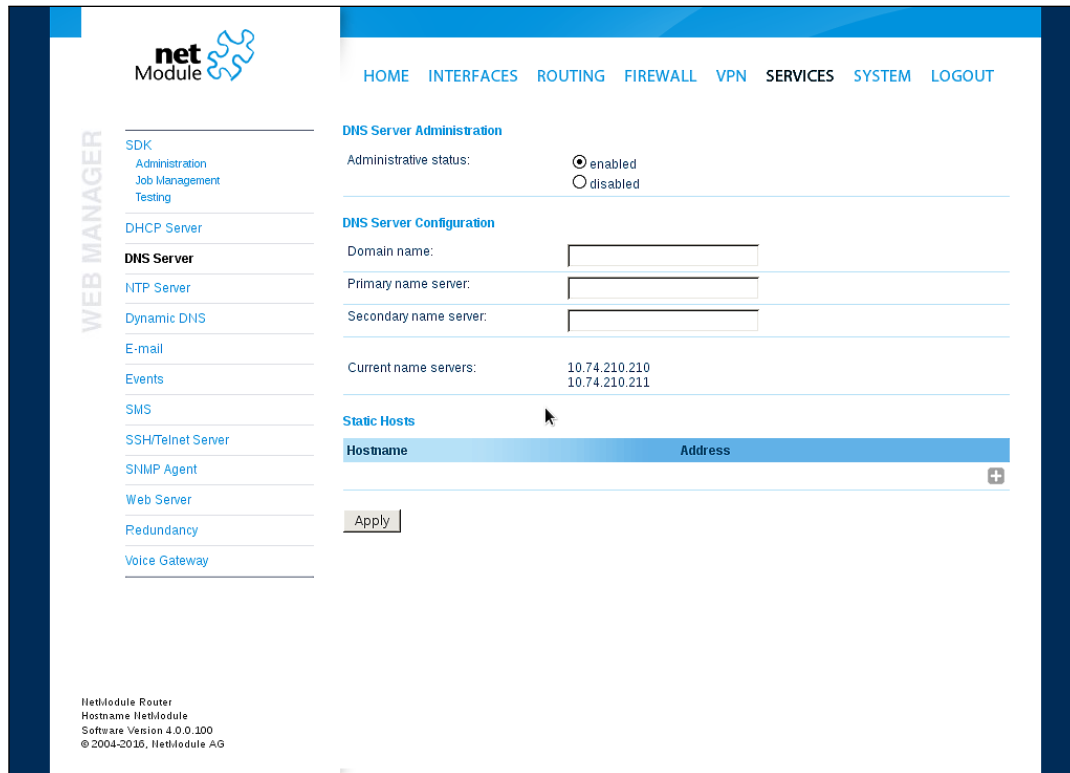 net
Module
HOME INTERFACES ROUTING FIREWALL VPN SERVICES SYSTEM LOGOUT
WEB MANAGER
SDK
Administration
Job Management
Testing
DHCP Server
DNS Server
NTP Server
Dynamic DNS
E-mail
Events
SMS
SSH/Telnet Server
SNMP Agent
Web Server
Redundancy
Voice Gateway
DNS Server Administration
Administrative status:
enabled
disabled
DNS Server Configuration
Domain name:
Primary name server:
Secondary name server:
Current name servers: 10.74.210.210
10.74.210.211
Static Hosts
Hostname Address
Apply
NetModule Router
Hostname NetModule
Software Version 4.0.0.100
© 2004-2016, NetModule AG